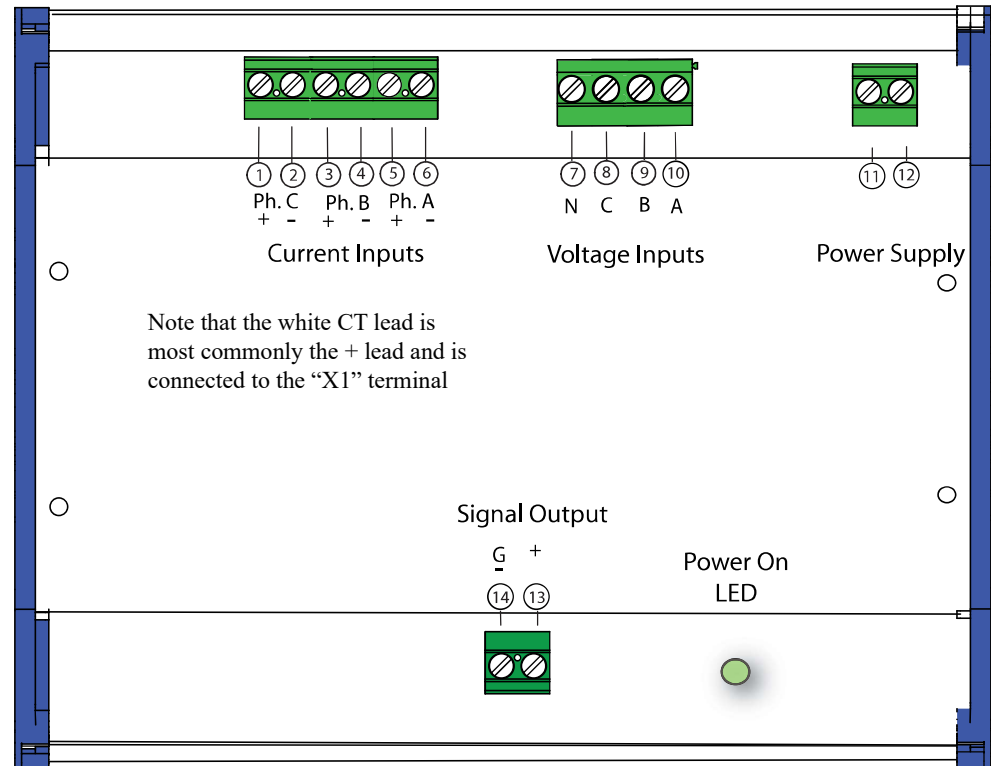 1 2 3 4 5 6 7 8 9 10 11 12
Ph. C Ph. B Ph. A N C B A
+ - + - + -
Current Inputs Voltage Inputs Power Supply
Note that the white CT lead is
most commonly the + lead and is
connected to the “X1” terminal
Signal Output
G +
-
14 13
Power On
LED